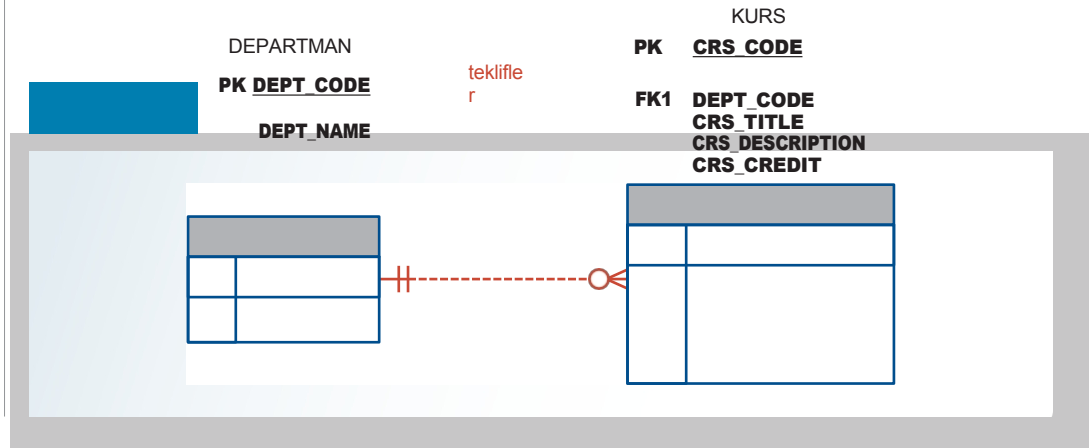 DEPARTMAN
PK DEPT_CODE
DEPT_NAME
teklifle
r
KURS
PK CRS_CODE
FK1 DEPT_CODE
CRS_TITLE
CRS_DESCRIPTION
CRS_CREDIT